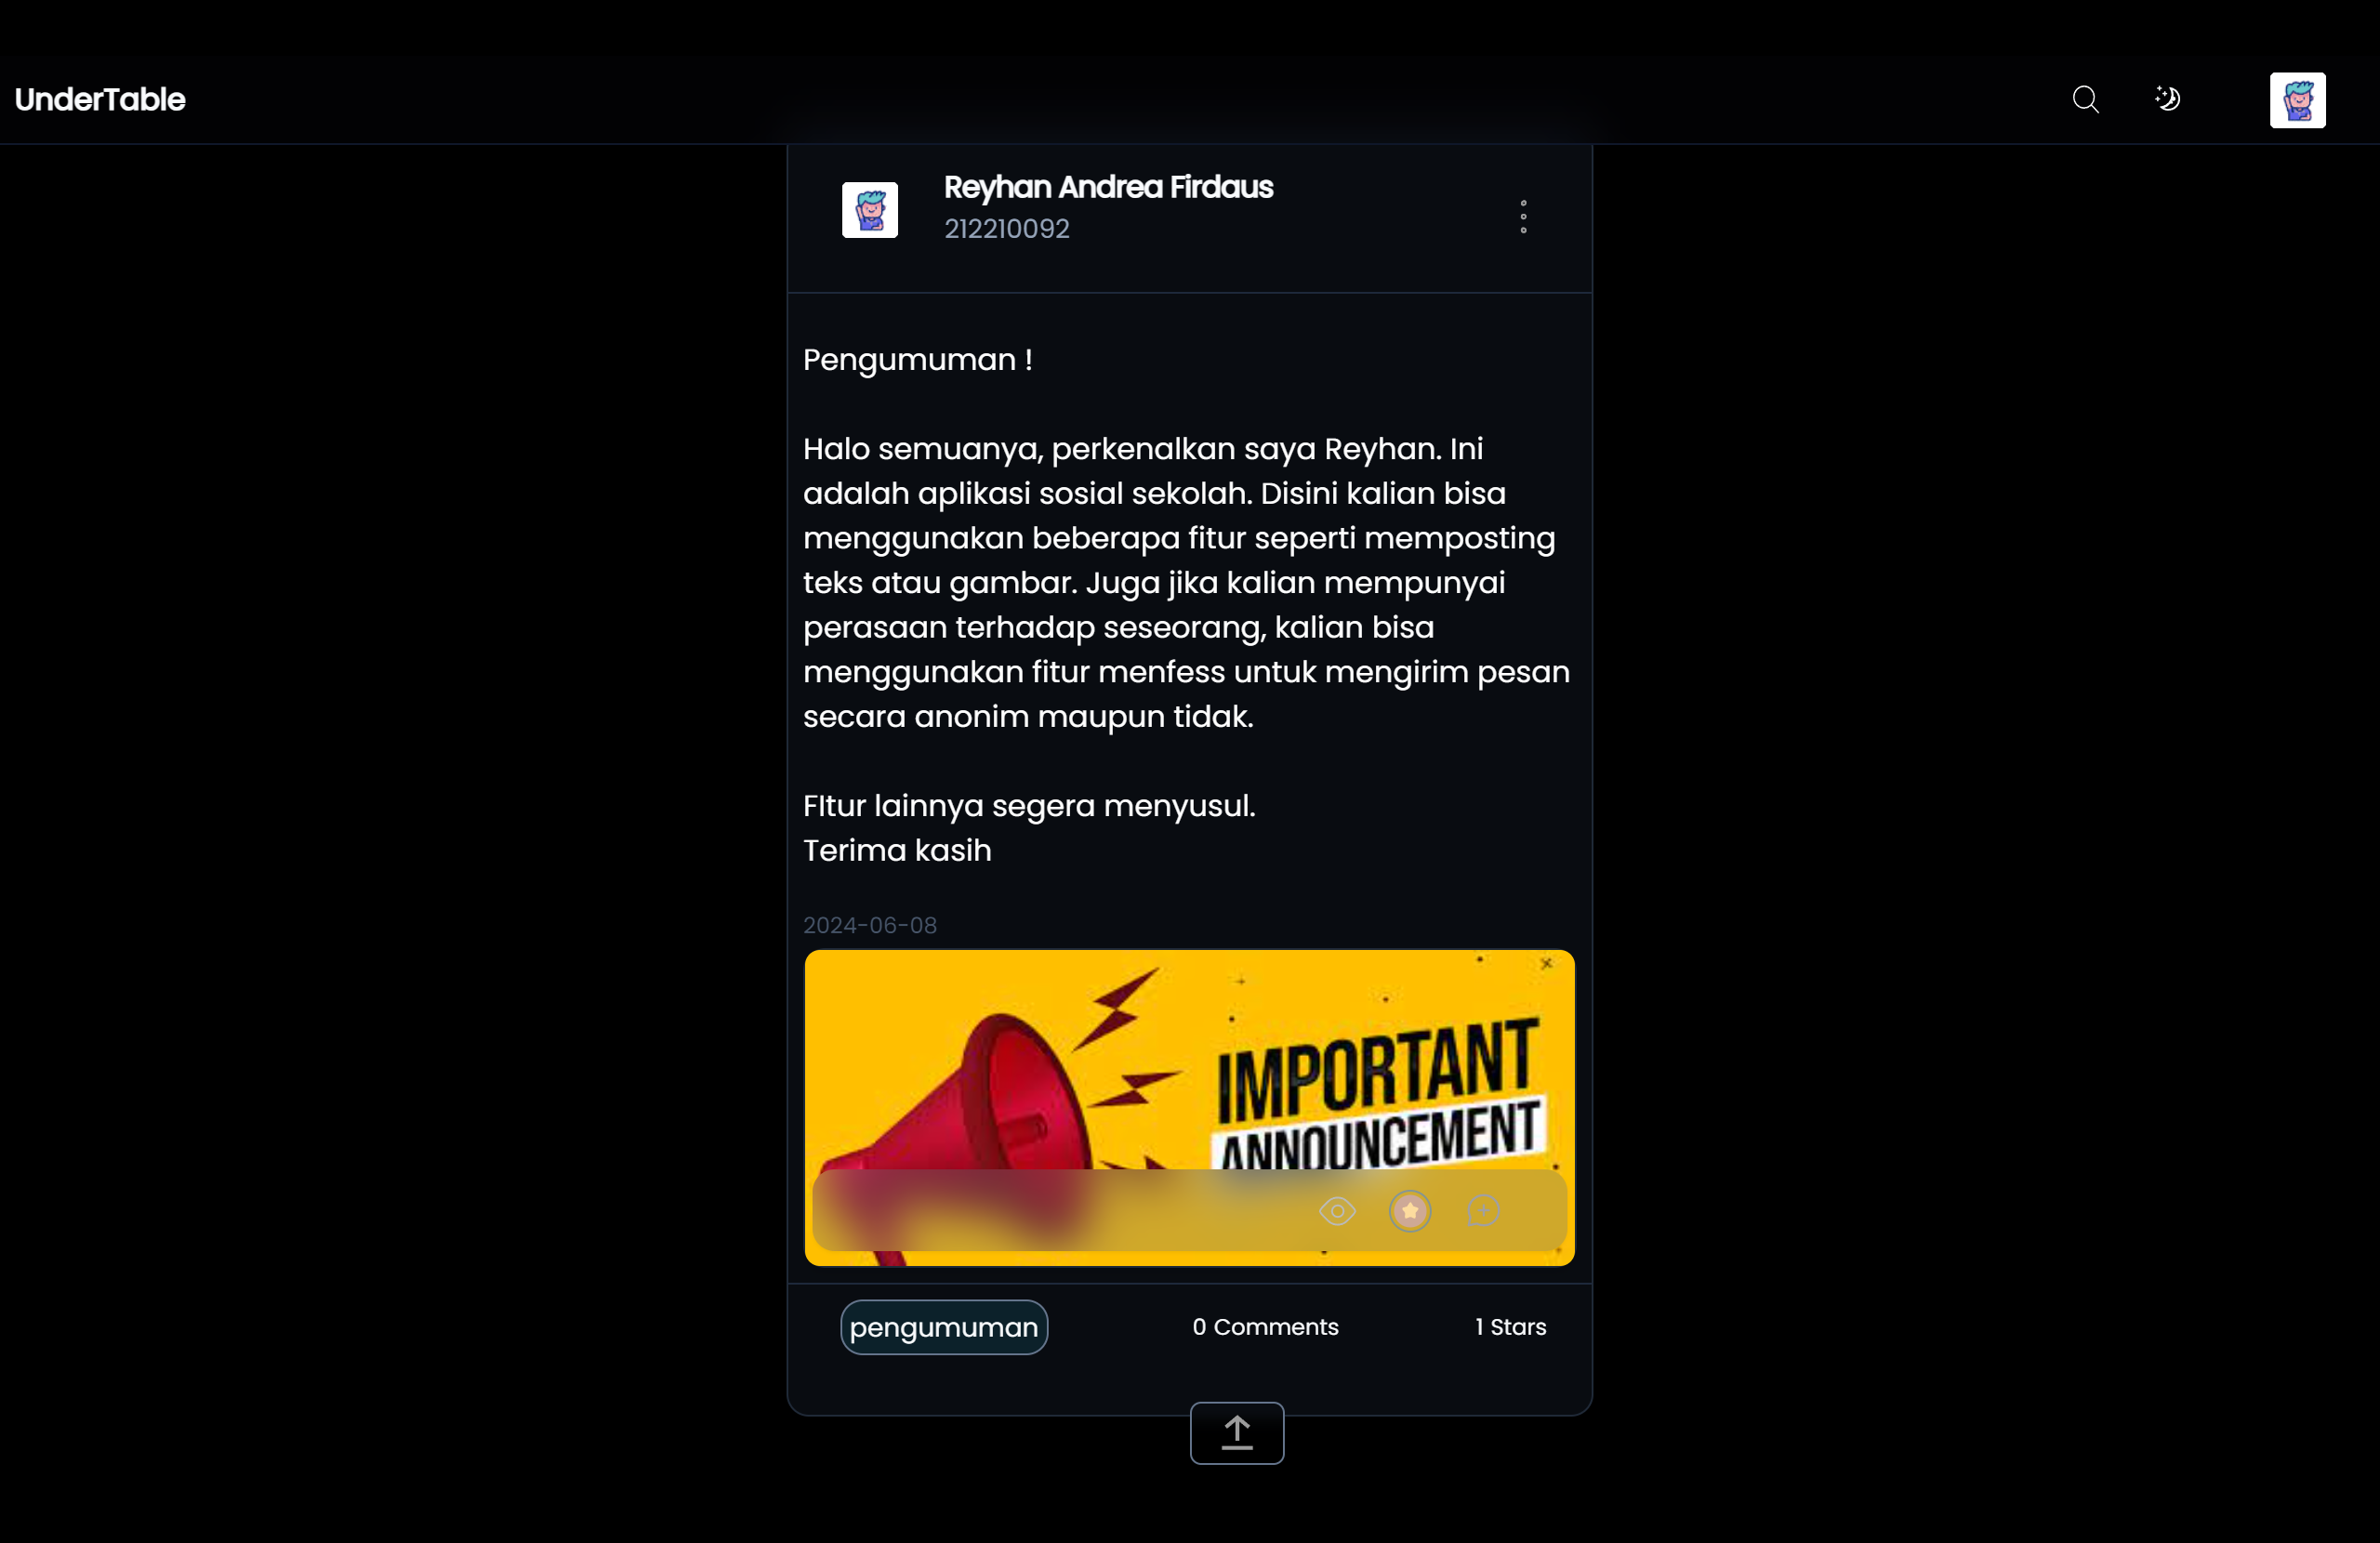 UnderTable
Reyhan Andrea Firdaus
212210092
Pengumuman !
Halo semuanya, perkenalkan saya Reyhan. Ini
adalah aplikasi sosial sekolah. Disini kalian bisa
menggunakan beberapa fitur seperti memposting
teks atau gambar. Juga jika kalian mempunyai
perasaan terhadap seseorang, kalian bisa
menggunakan fitur menfess untuk mengirim pesan
secara anonim maupun tidak.
FItur lainnya segera menyusul.
Terima kasih
2024-06-08
IMPORTANT
ANNOUNCEMENT
pengumuman
0 Comments
1 Stars